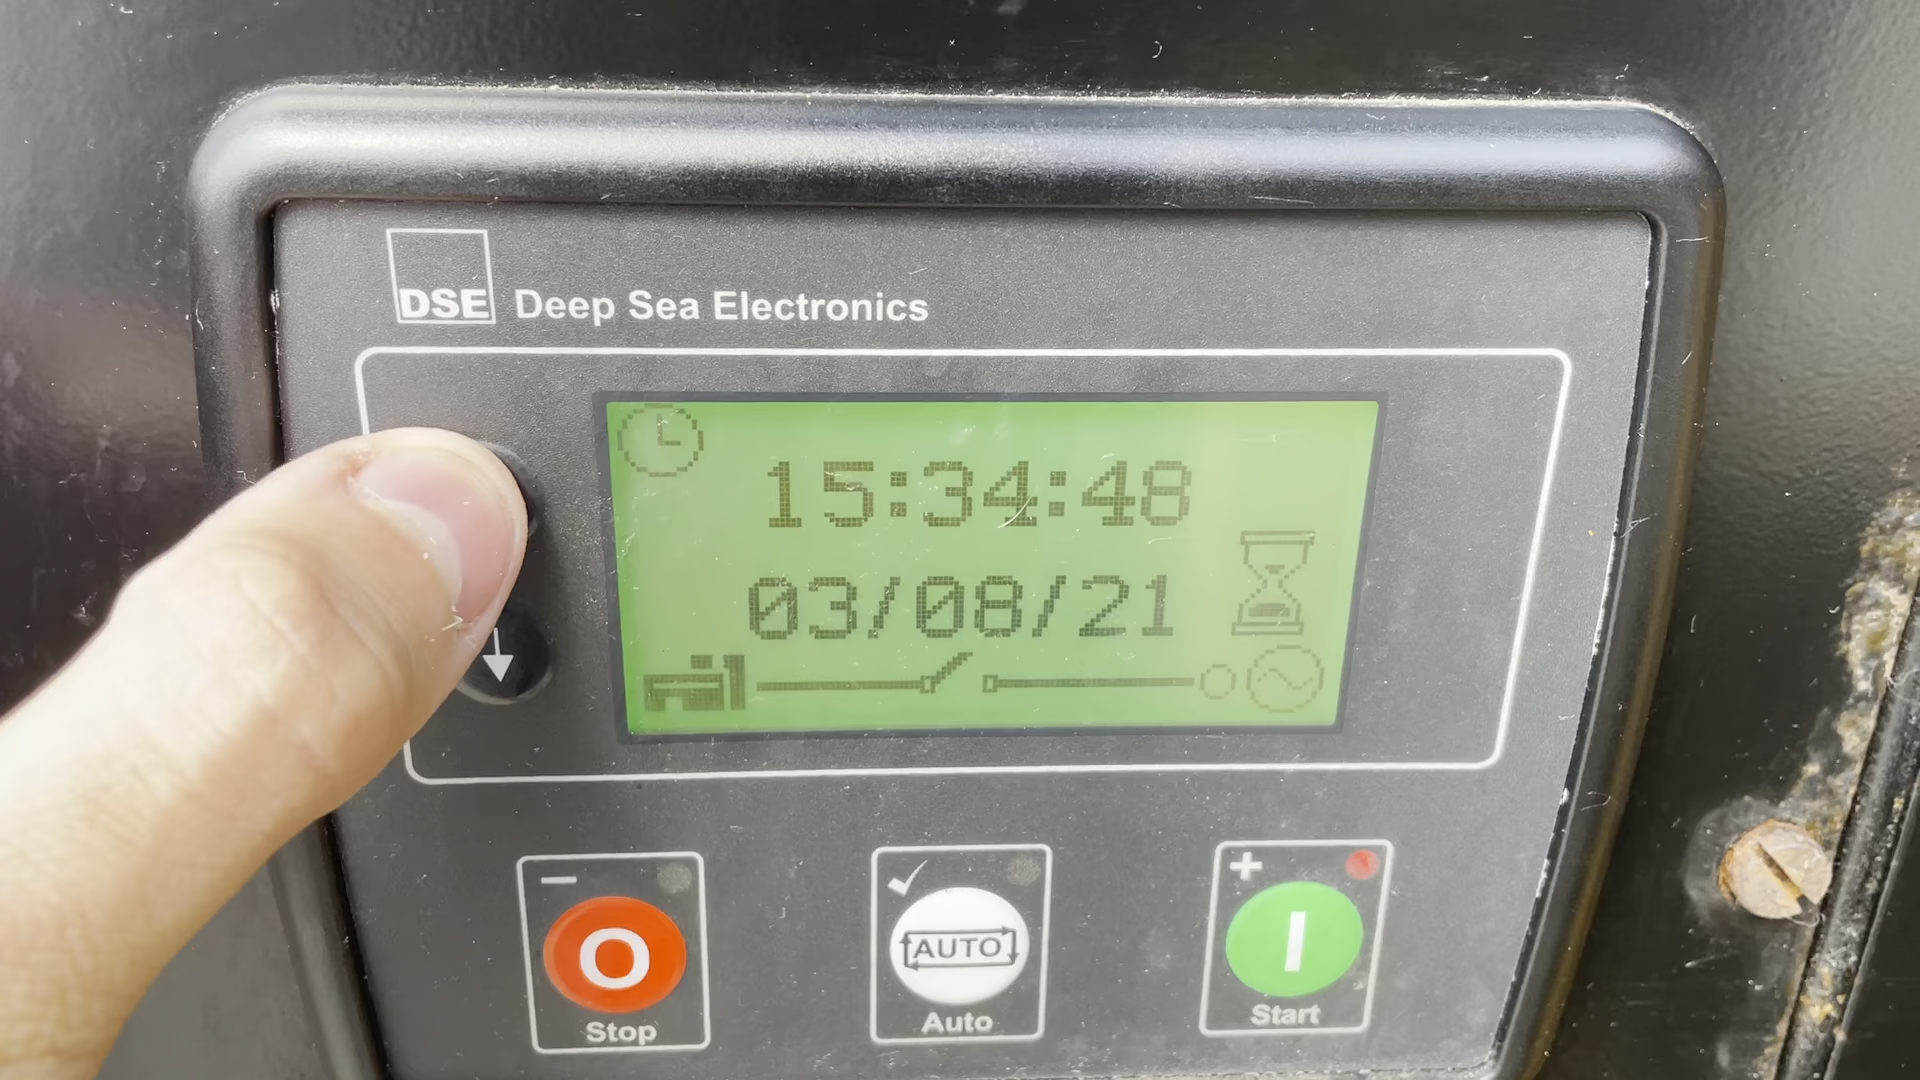 DSE Deep Sea Electronics
15:34:48
03/08/21
Stop
AUTO
Auto
Start